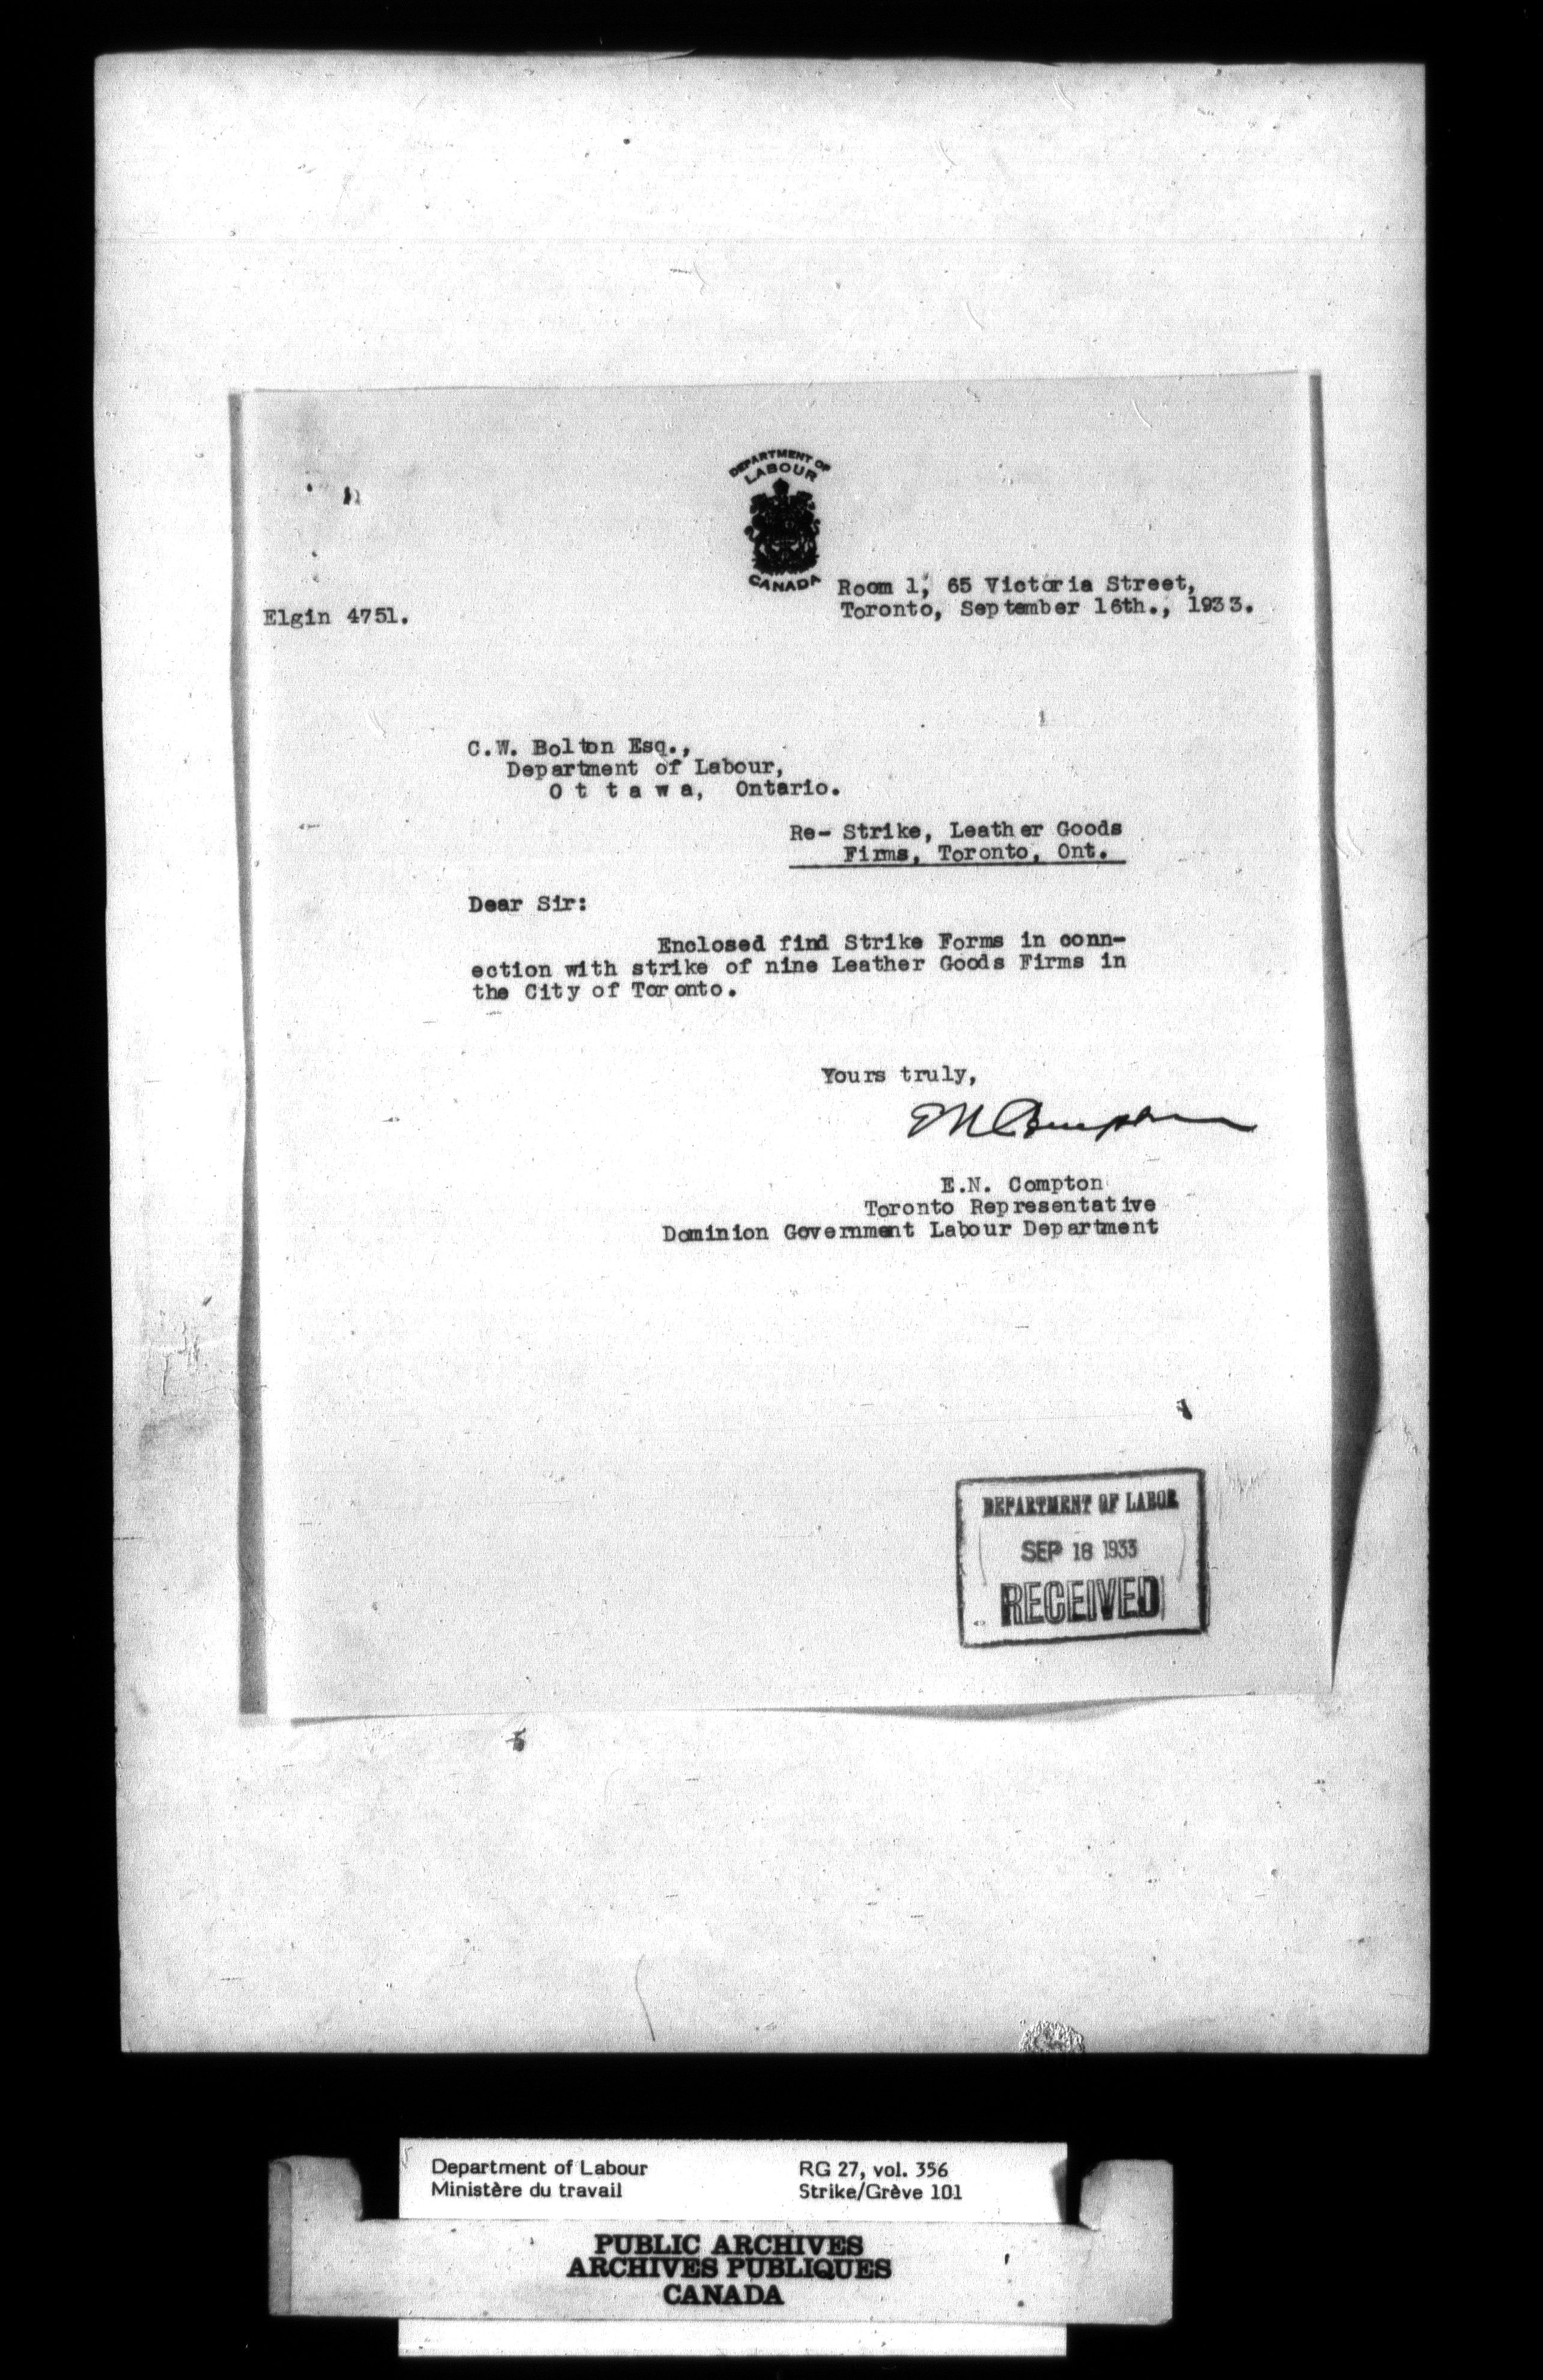 DEPARTMENT OF
LABOUR
CANADA
Room 1, 65 Victoria Street,
Elgin 4751.
Toronto, September 16th., 1933.
C.W. Bolton Esq.,
Department of Labour,
O t t a w a, Ontario.
Re- Strike, Leather Goods
Firms, Toronto, Ont.
Dear Sir:
Enclosed find Strike Forms in conn-
ection with strike of nine Leather Goods Firms in
the City of Toronto.
Yours truly,
E N Compton
E.N. Compton
Toronto Representative
Dominion Government Labour Department
DEPARTMENT OF LABOR
SEP 18 1933
RECEIVED
Department of Labour
Ministère du travail
RG 27, vol. 356
Strike/Grève 101
PUBLIC ARCHIVES
ARCHIVES PUBLIQUES
CANADA